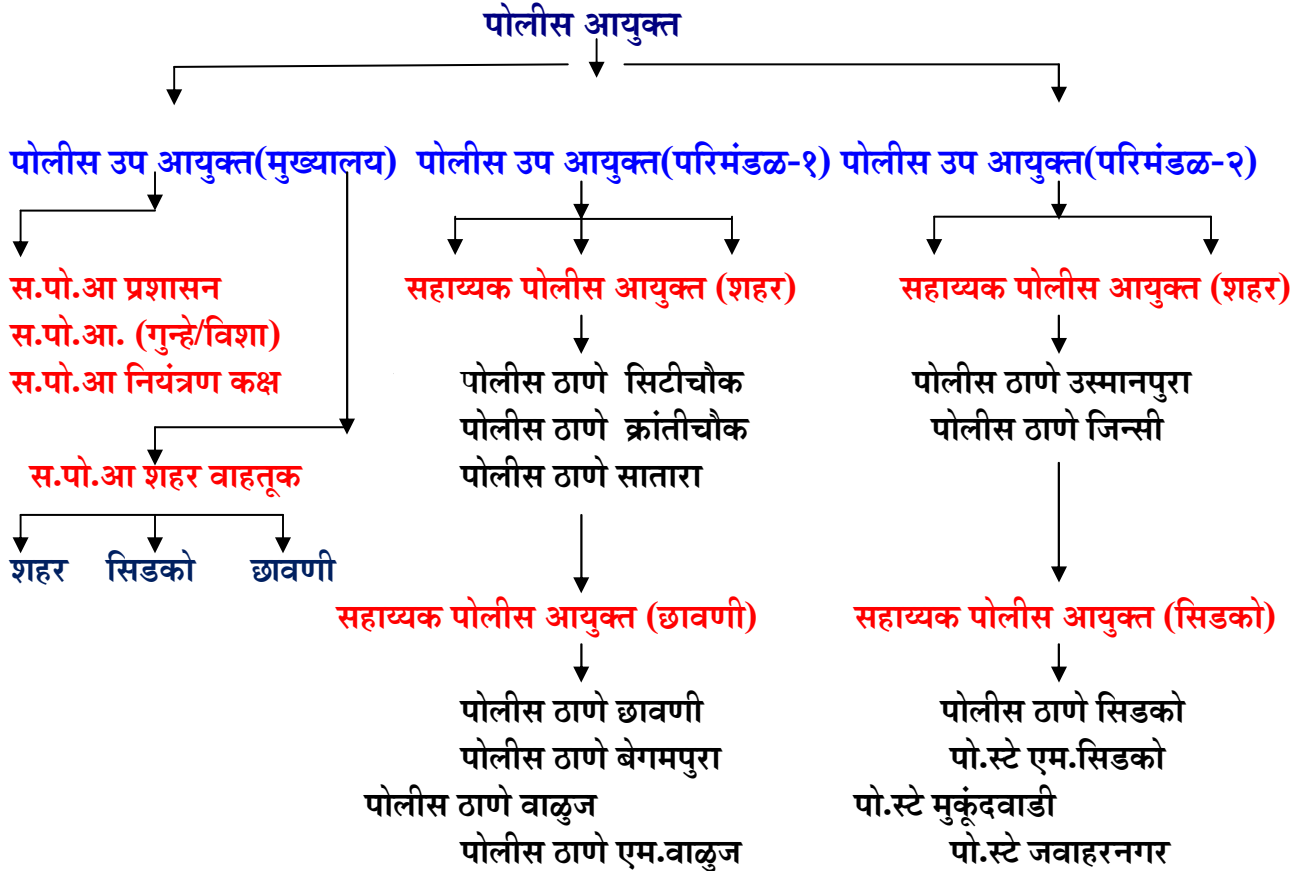 पोलीस आयुक्त
पोलीस उप आयुक्त(मुख्यालय) पोलीस उप आयुक्त(परिमंडळ-१) पोलीस उप आयुक्त(परिमंडळ-२)
स.पो.आ प्रशासन सहाय्यक पोलीस आयुक्त (शहर) सहाय्यक पोलीस आयुक्त (शहर)
स.पो.आ. (गुन्हे/विशा)
स.पो.आ नियंत्रण कक्ष पोलीस ठाणे सिटीचौक पोलीस ठाणे उस्मानपुरा
पोलीस ठाणे क्रांतीचौक पोलीस ठाणे जिन्सी
स.पो.आ शहर वाहतूक पोलीस ठाणे सातारा
शहर सिडको छावणी
सहाय्यक पोलीस आयुक्त (छावणी) सहाय्यक पोलीस आयुक्त (सिडको)
पोलीस ठाणे छावणी पोलीस ठाणे सिडको
पोलीस ठाणे बेगमपुरा पो.स्टे एम.सिडको
पोलीस ठाणे वाळुज पो.स्टे मुकूंदवाडी
पोलीस ठाणे एम.वाळुज पो.स्टे जवाहरनगर